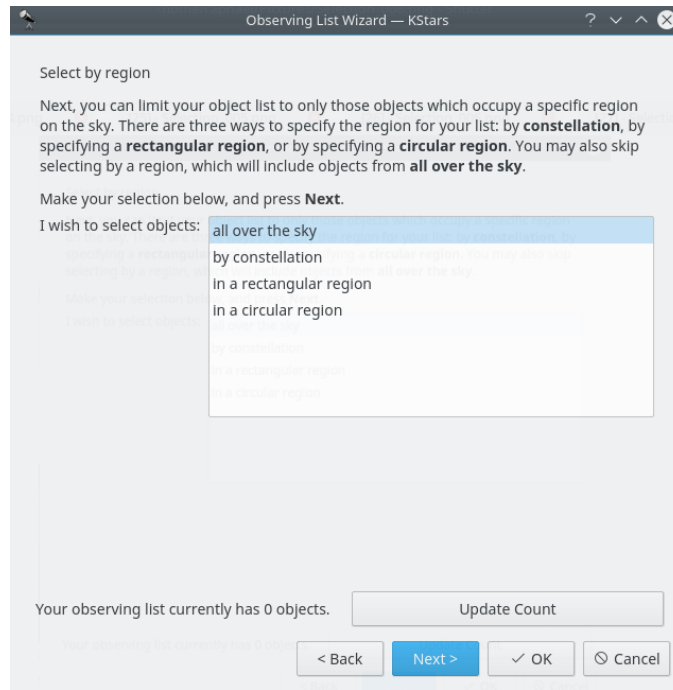 Observing List Wizard — KStars
Select by region
Next, you can limit your object list to only those objects which occupy a specific region
on the sky. There are three ways to specify the region for your list: by constellation, by
specifying a rectangular region, or by specifying a circular region. You may also skip
selecting by a region, which will include objects from all over the sky.
Make your selection below, and press Next.
I wish to select objects:
all over the sky
by constellation
in a rectangular region
in a circular region
Your observing list currently has 0 objects.
Update Count
< Back
Next >
OK
Cancel